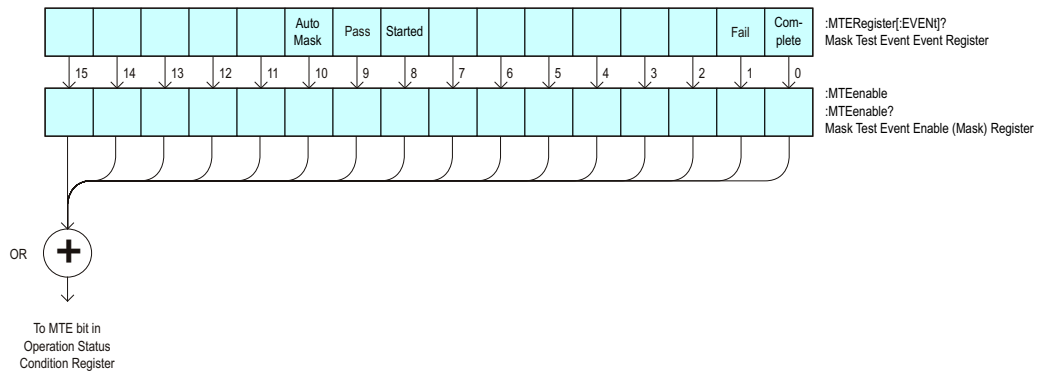 Auto
Mask
Pass
Started
Fail
Com-
plete
:MTERegister[:EVENt]?
Mask Test Event Event Register
15 14 13 12 11 10 9 8 7 6 5 4 3 2 1 0
:MTEenable
:MTEenable?
Mask Test Event Enable (Mask) Register
OR
+
To MTE bit in
Operation Status
Condition Register